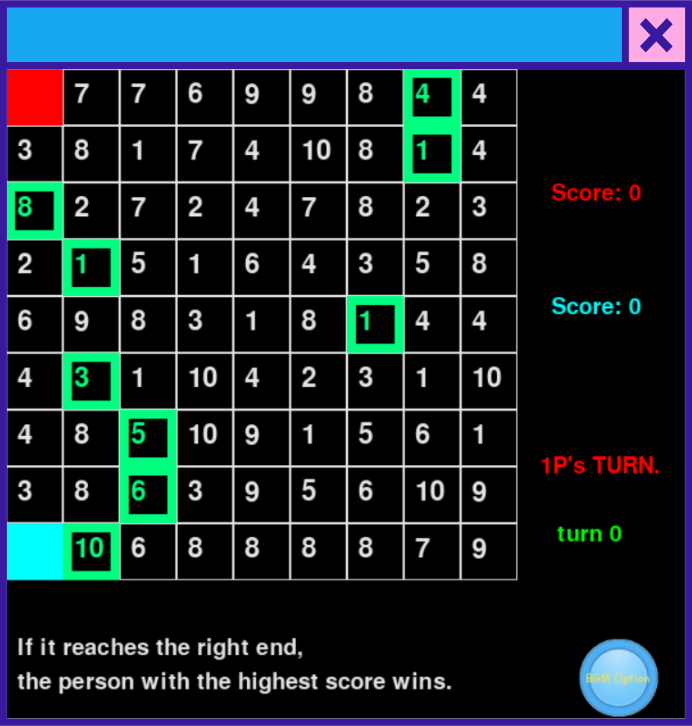 7 7 6 9 9 8 4 4
3 8 1 7 4 10 8 1 4
8 2 7 2 4 7 8 2 3
Score: 0
2 1 5 1 6 4 3 5 8
6 9 8 3 1 8 1 4 4
Score: 0
4 3 1 10 4 2 3 1 10
4 8 5 10 9 1 5 6 1
1P's TURN.
3 8 6 3 9 5 6 10 9
turn 0
10 6 8 8 8 8 7 9
If it reaches the right end,
the person with the highest score wins.
BGM Option